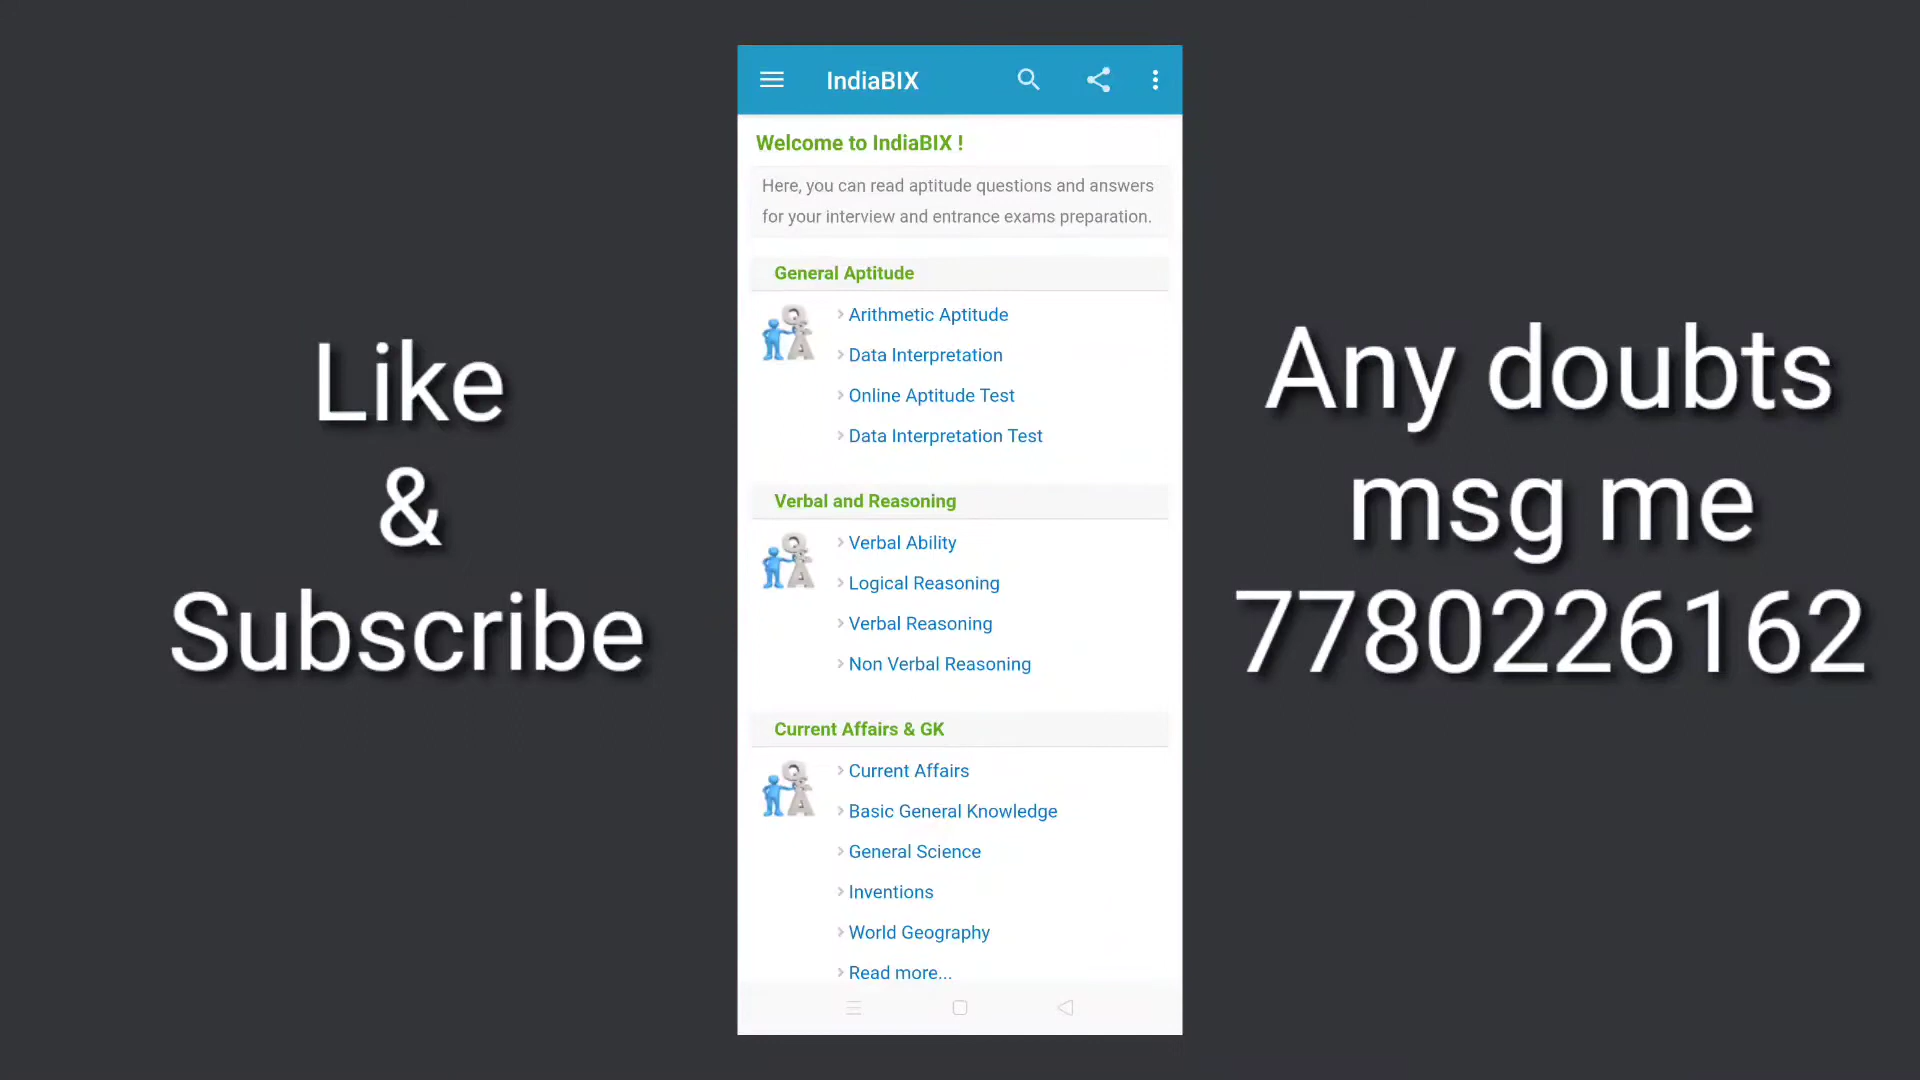 Like
&
Subscribe
IndiaBIX
Welcome to IndiaBIX !
Here, you can read aptitude questions and answers
for your interview and entrance exams preparation.
General Aptitude
Arithmetic Aptitude
Data Interpretation
Online Aptitude Test
Data Interpretation Test
Verbal and Reasoning
Verbal Ability
Logical Reasoning
Verbal Reasoning
Non Verbal Reasoning
Current Affairs & GK
Current Affairs
Basic General Knowledge
General Science
Inventions
World Geography
Read more...
Any doubts
msg me
7780226162